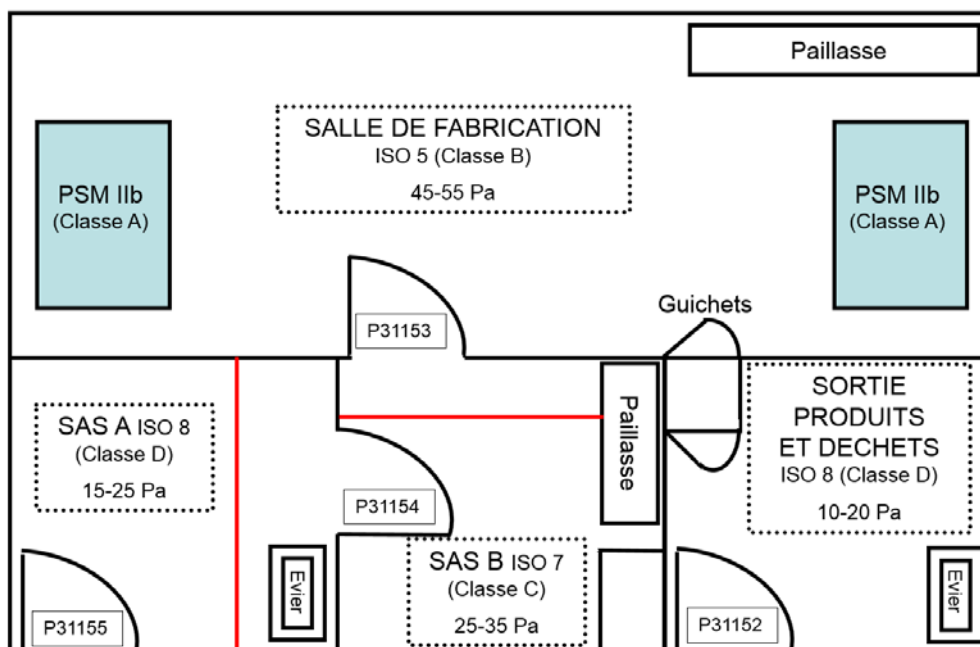 Paillasse
SALLE DE FABRICATION
ISO 5 (Classe B)
45-55 Pa
PSM IIb
(Classe A)
PSM IIb
(Classe A)
Guichets
P31153
SAS A ISO 8
(Classe D)
15-25 Pa
Paillasse
SORTIE
PRODUITS
ET DECHETS
ISO 8 (Classe D)
10-20 Pa
P31154
SAS B ISO 7
(Classe C)
25-35 Pa
P31155
Evier
P31152
Evier